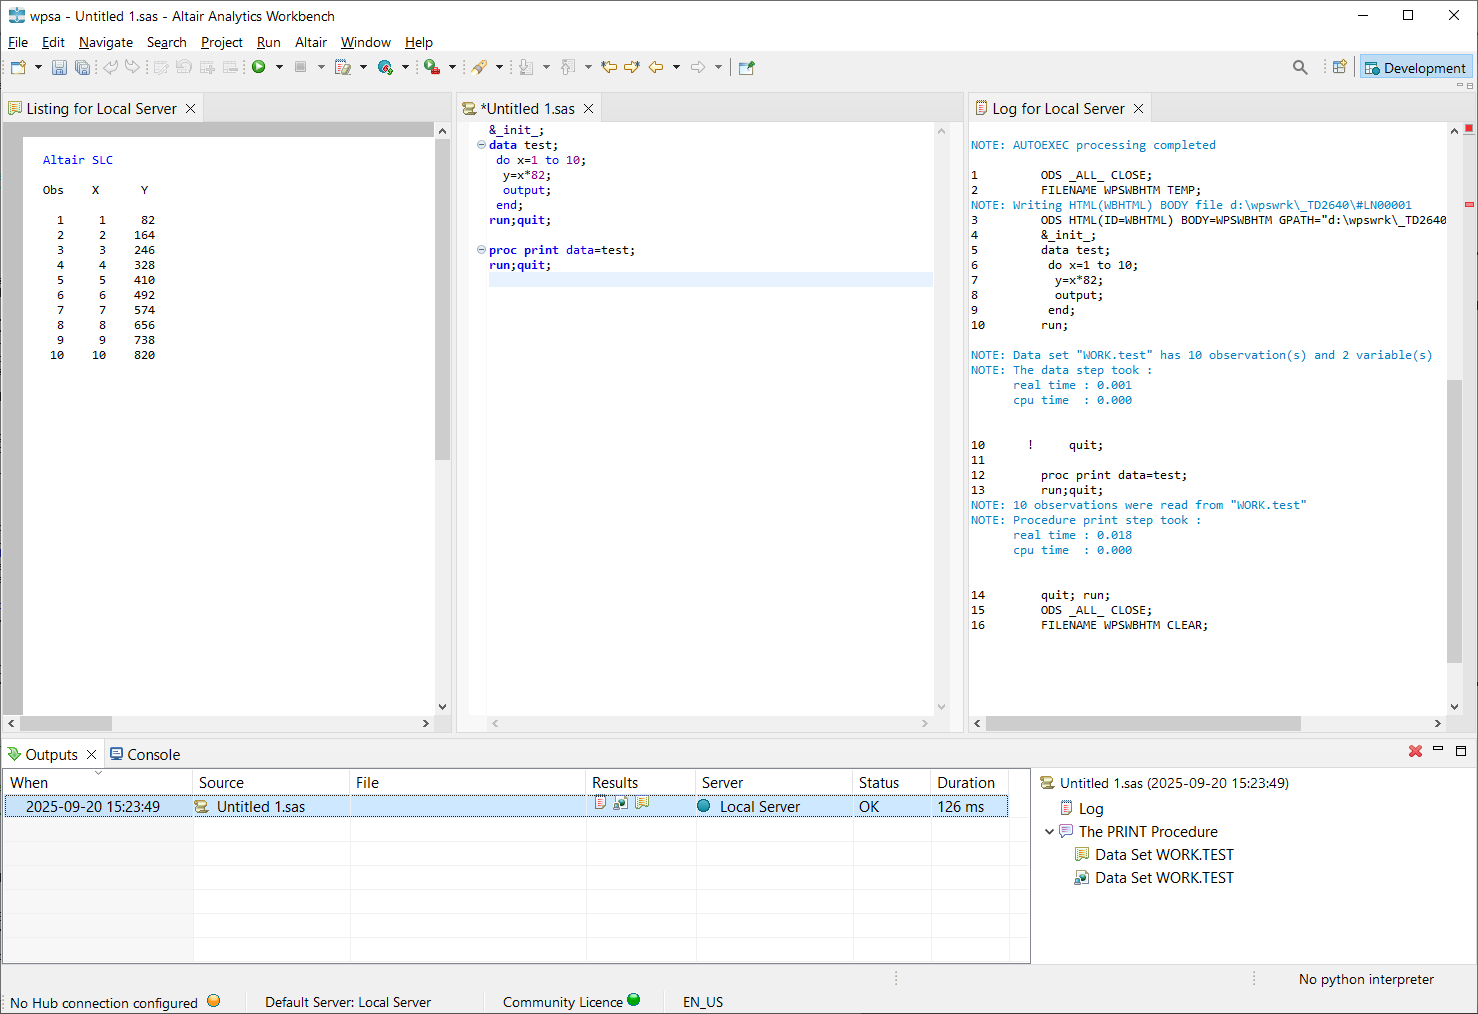 wpsa - Untitled 1.sas - Altair Analytics Workbench
File Edit Navigate Search Project Run Altair Window Help
Development
Listing for Local Server
Altair SLC
Obs X Y
1 1 82
2 2 164
3 3 246
4 4 328
5 5 410
6 6 492
7 7 574
8 8 656
9 9 738
10 10 820
*Untitled 1.sas
&_init_;
data test;
do x=1 to 10;
y=x*82;
output;
end;
run;quit;
proc print data=test;
run;quit;
Log for Local Server
NOTE: AUTOEXEC processing completed
1 ODS _ALL_ CLOSE;
2 FILENAME WPSWBHTM TEMP;
NOTE: Writing HTML(WBHTML) BODY file d:\wpswrk\_TD2640\#LN00001
3 ODS HTML(ID=WBHTML) BODY=WPSWBHTM GPATH="d:\wpswrk\_TD2640
4 &_init_;
5 data test;
6 do x=1 to 10;
7 y=x*82;
8 output;
9 end;
10 run;
NOTE: Data set "WORK.test" has 10 observation(s) and 2 variable(s)
NOTE: The data step took :
real time : 0.001
cpu time : 0.000
10 ! quit;
11
12 proc print data=test;
13 run;quit;
NOTE: 10 observations were read from "WORK.test"
NOTE: Procedure print step took :
real time : 0.018
cpu time : 0.000
14 quit; run;
15 ODS _ALL_ CLOSE;
16 FILENAME WPSWBHTM CLEAR;
Outputs Console
When Source File Results Server Status Duration
2025-09-20 15:23:49 Untitled 1.sas Local Server OK 126 ms
Untitled 1.sas (2025-09-20 15:23:49)
Log
The PRINT Procedure
Data Set WORK.TEST
Data Set WORK.TEST
No python interpreter
No Hub connection configured Default Server: Local Server Community Licence EN_US